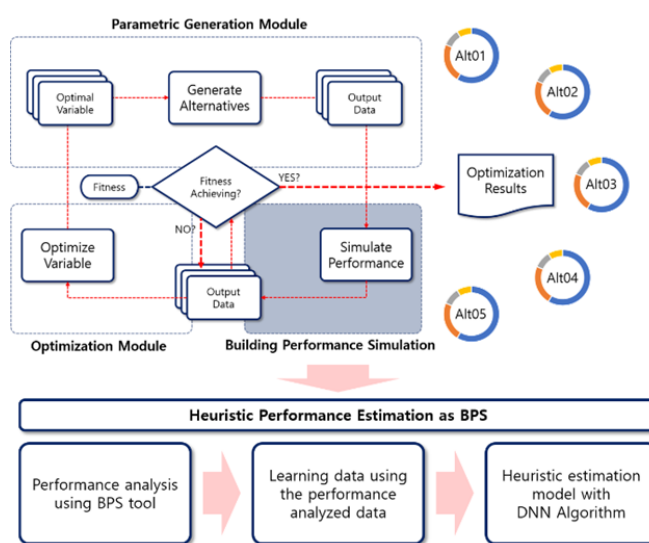 Parametric Generation Module
Optimal
Variable
Generate
Alternatives
Output
Data
Alt01
Alt02
Fitness
Fitness
Achieving?
YES?
Optimization
Results
Alt03
NO?
Optimize
Variable
Simulate
Performance
Output
Data
Alt04
Alt05
Optimization Module
Building Performance Simulation
Heuristic Performance Estimation as BPS
Performance analysis
using BPS tool
Learning data using
the performance
analyzed data
Heuristic estimation
model with
DNN Algorithm